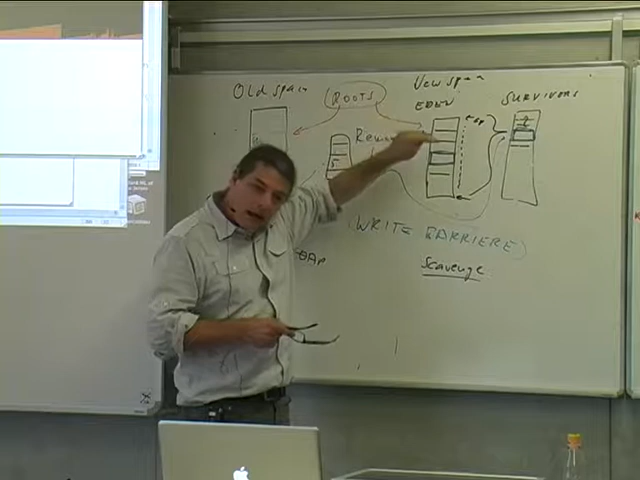 Old space
ROOTS
New space
EDEN
SURVIVORS
(WRITE BARRIERE)
Scavenge